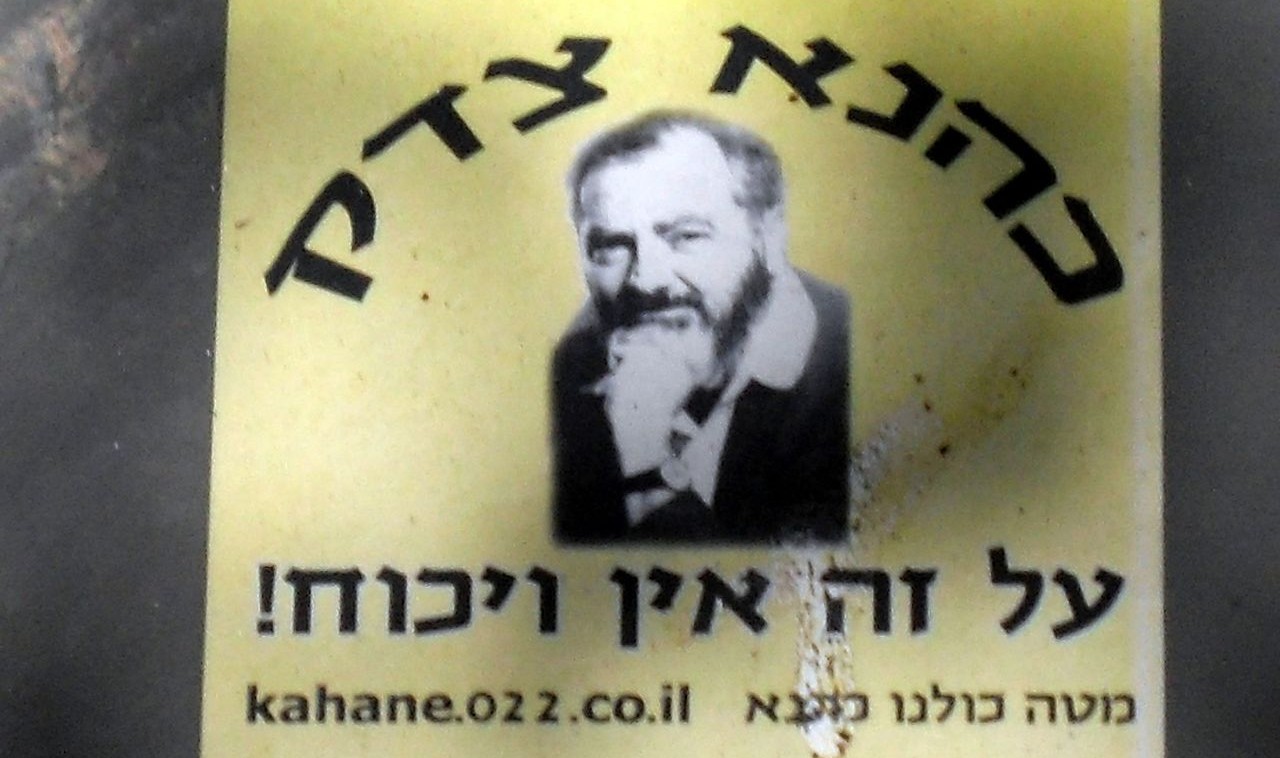 כהנא צדק
על זה אין ויכוח!
מטה כולנו כהנא kahane.022.co.il